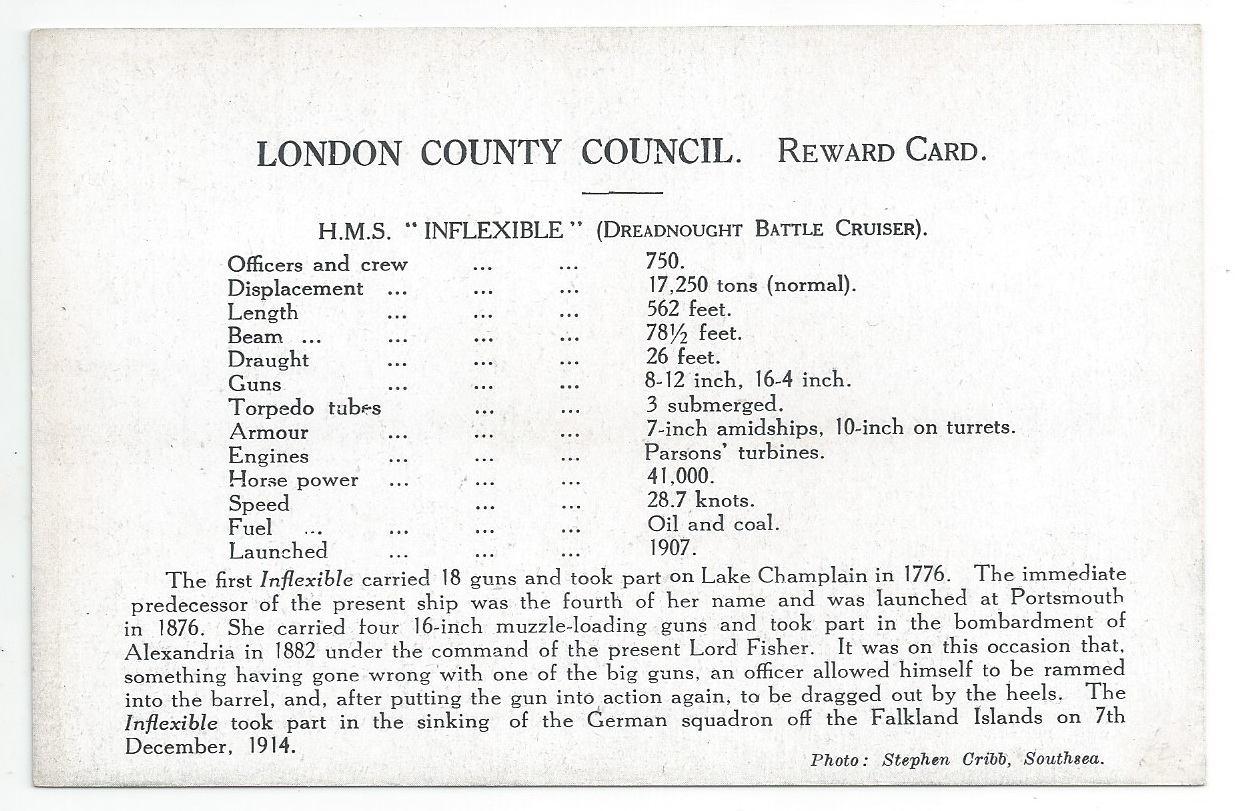 LONDON COUNTY COUNCIL. REWARD CARD.
H.M.S. “ INFLEXIBLE ” (DREADNOUGHT BATTLE CRUISER).
Officers and crew ... ... 750.
Displacement ... ... ... 17,250 tons (normal).
Length ... ... ... 562 feet.
Beam ... ... ... ... 78½ feet.
Draught ... ... ... 26 feet.
Guns ... ... ... 8-12 inch, 16-4 inch.
Torpedo tubes ... ... 3 submerged.
Armour ... ... ... 7-inch amidships, 10-inch on turrets.
Engines ... ... ... Parsons’ turbines.
Horse power ... ... ... 41,000.
Speed ... ... 28.7 knots.
Fuel ... ... ... ... Oil and coal.
Launched ... ... ... 1907.
The first Inflexible carried 18 guns and took part on Lake Champlain in 1776. The immediate
predecessor of the present ship was the fourth of her name and was launched at Portsmouth
in 1876. She carried four 16-inch muzzle-loading guns and took part in the bombardment of
Alexandria in 1882 under the command of the present Lord Fisher. It was on this occasion that,
something having gone wrong with one of the big guns, an officer allowed himself to be rammed
into the barrel, and, after putting the gun into action again, to be dragged out by the heels. The
Inflexible took part in the sinking of the German squadron off the Falkland Islands on 7th
December, 1914.
Photo: Stephen Cribb, Southsea.